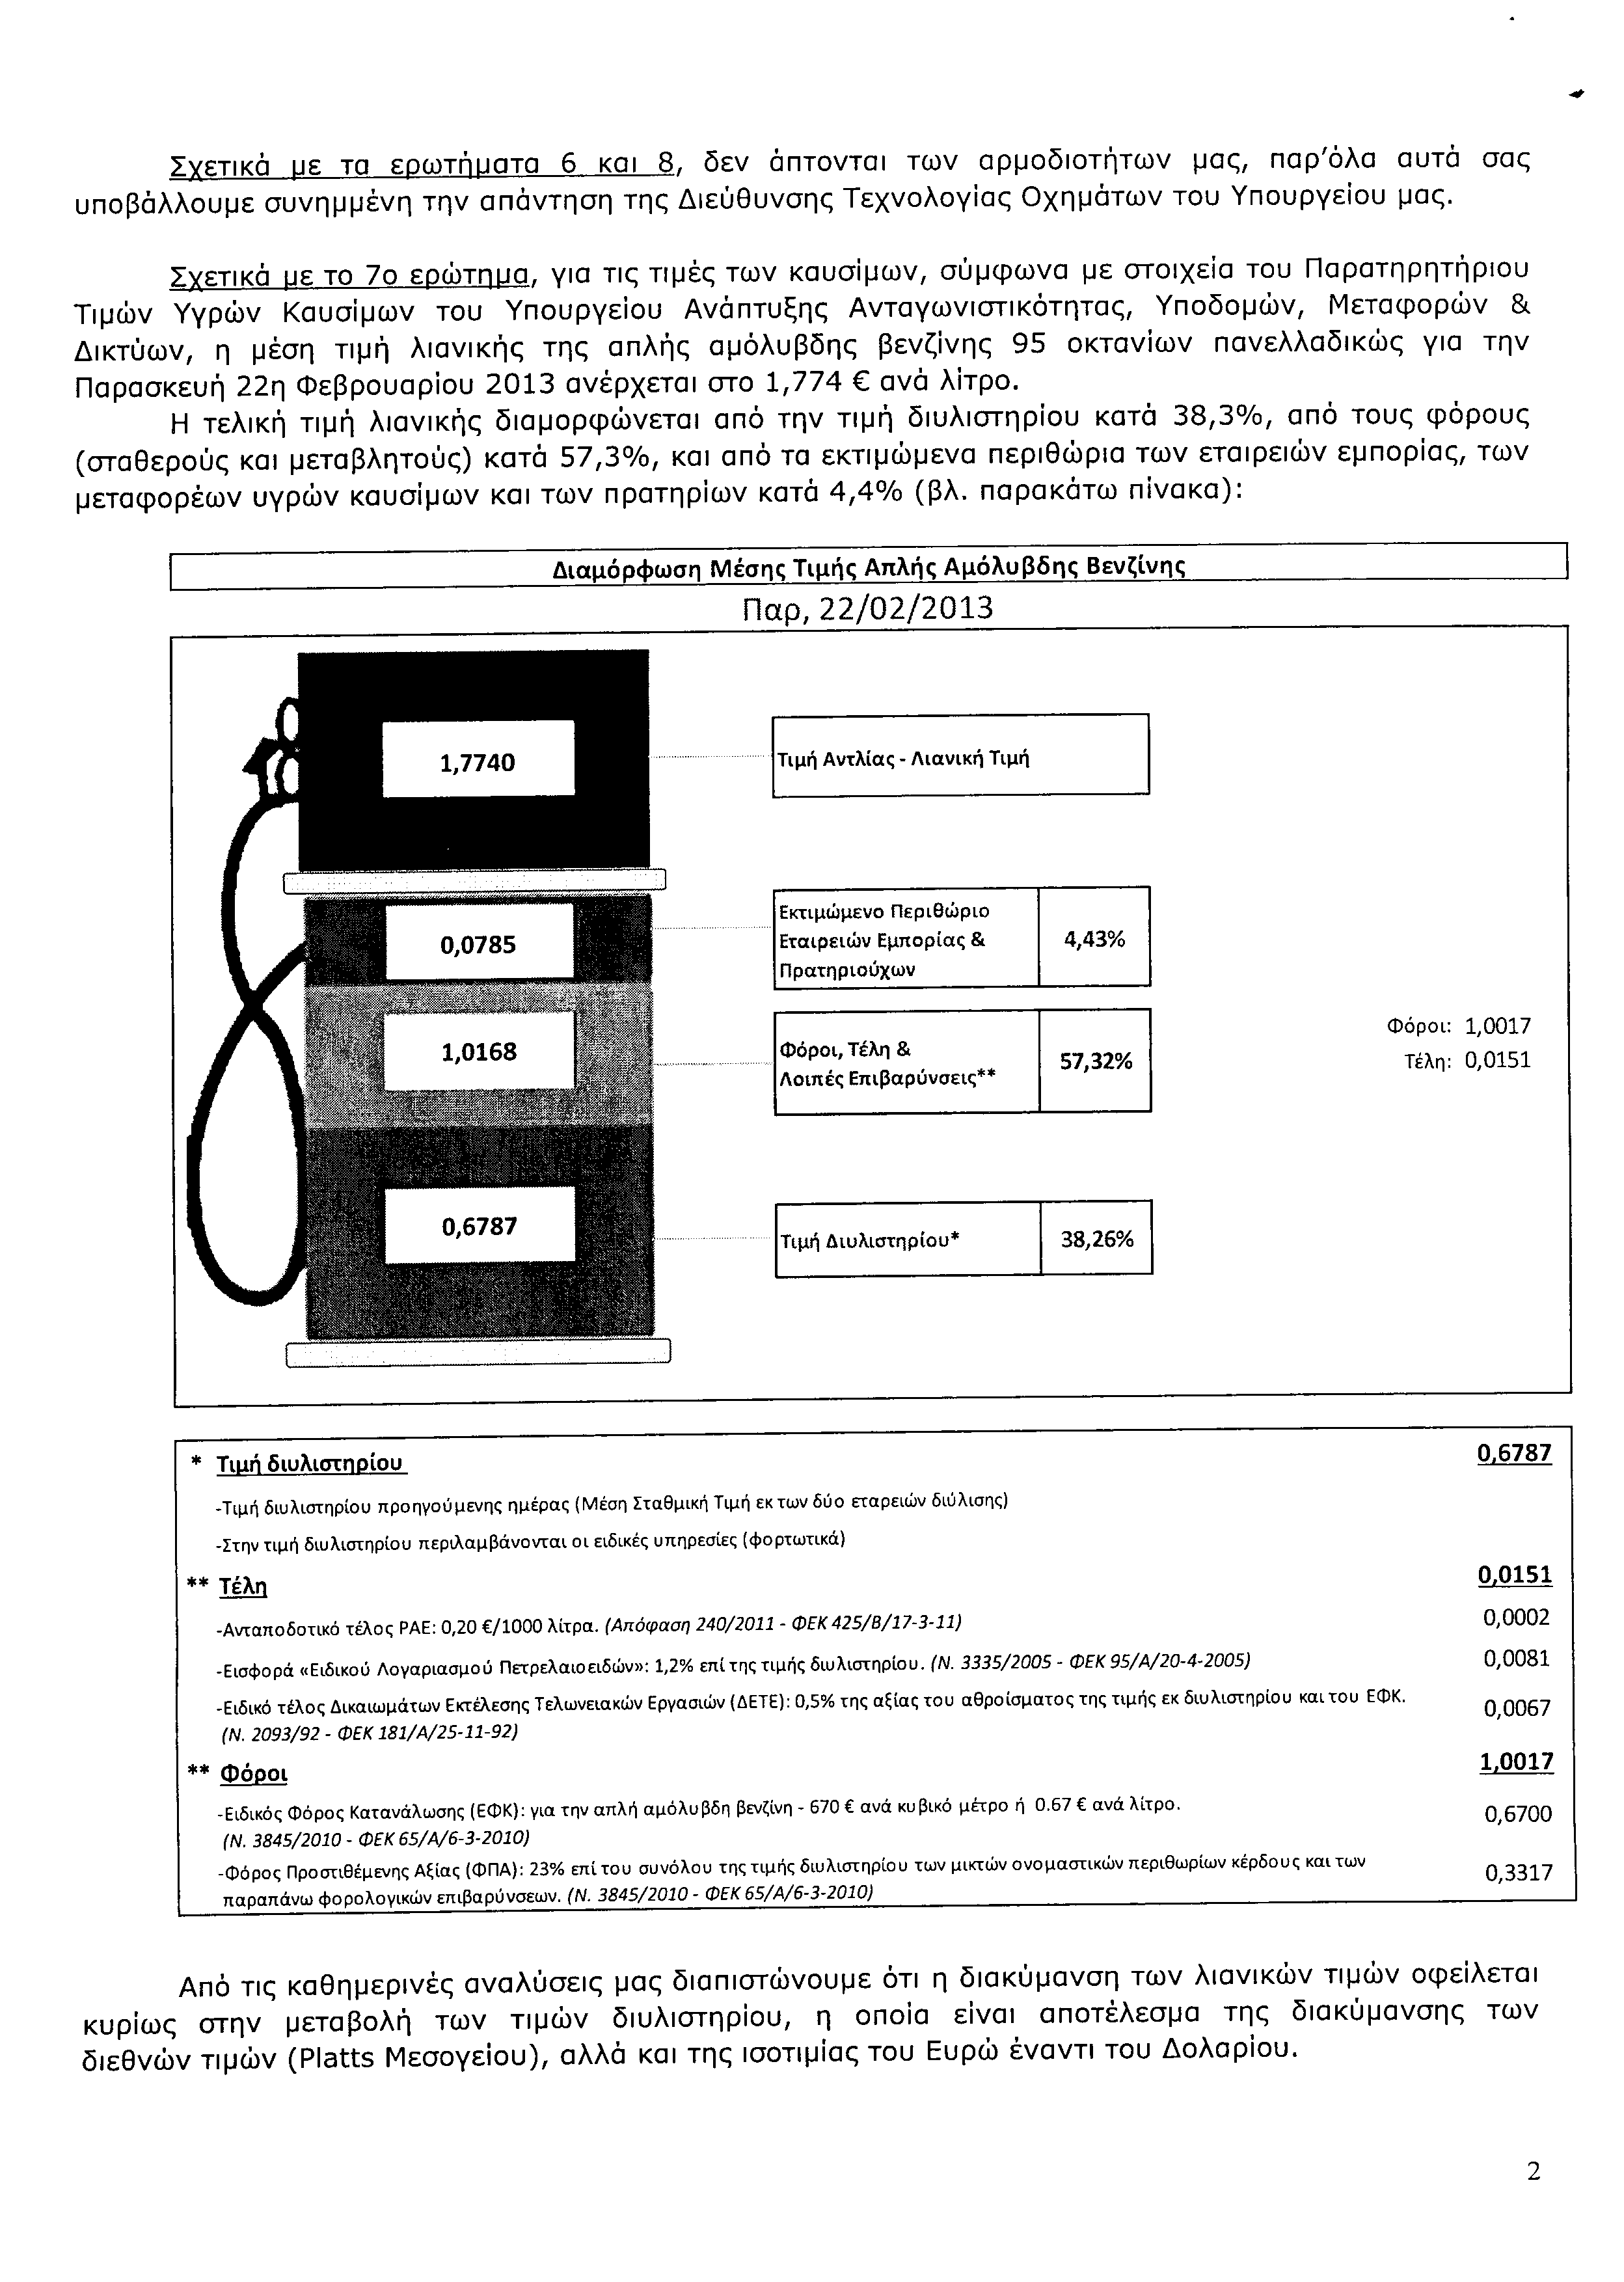 Σχετικά με τα ερωτήματα 6 και 8, δεν άπτονται των αρμοδιοτήτων μας, παρ'όλα αυτά σας
υποβάλλουμε συνημμένη την απάντηση της Διεύθυνσης Τεχνολογίας Οχημάτων του Υπουργείου μας.
Σχετικά με το 7ο ερώτημα, για τις τιμές των καυσίμων, σύμφωνα με στοιχεία του Παρατηρητήριου
Τιμών Υγρών Καυσίμων του Υπουργείου Ανάπτυξης Ανταγωνιστικότητας, Υποδομών, Μεταφορών &
Δικτύων, η μέση τιμή λιανικής της απλής αμόλυβδης βενζίνης 95 οκτανίων πανελλαδικώς για την
Παρασκευή 22η Φεβρουαρίου 2013 ανέρχεται στο 1,774 € ανά λίτρο.
Η τελική τιμή λιανικής διαμορφώνεται από την τιμή διυλιστηρίου κατά 38,3%, από τους φόρους
(σταθερούς και μεταβλητούς) κατά 57,3%, και από τα εκτιμώμενα περιθώρια των εταιρειών εμπορίας, των
μεταφορέων υγρών καυσίμων και των πρατηρίων κατά 4,4% (βλ. παρακάτω πίνακα):
Διαμόρφωση Μέσης Τιμής Απλής Αμόλυβδης Βενζίνης
Παρ, 22/02/2013
1,7740
Τιμή Αντλίας - Λιανική Τιμή
0,0785
Εκτιμώμενο Περιθώριο
Εταιρειών Εμπορίας &
Πρατηριούχων
4,43%
1,0168
Φόροι, Τέλη &
Λοιπές Επιβαρύνσεις**
57,32%
Φόροι: 1,0017
Τέλη: 0,0151
0,6787
Τιμή Διυλιστηρίου*
38,26%
* Τιμή διυλιστηρίου 0,6787
-Τιμή διυλιστηρίου προηγούμενης ημέρας (Μέση Σταθμική Τιμή εκ των δύο εταρειών διύλισης)
-Στην τιμή διυλιστηρίου περιλαμβάνονται οι ειδικές υπηρεσίες (φορτωτικά)
** Τέλη 0,0151
-Ανταποδοτικό τέλος ΡΑΕ: 0,20 €/1000 λίτρα. (Απόφαση 240/2011 - ΦΕΚ 425/Β/17-3-11) 0,0002
-Εισφορά «Ειδικού Λογαριασμού Πετρελαιοειδών»: 1,2% επί της τιμής διυλιστηρίου. (Ν. 3335/2005 - ΦΕΚ 95/Α/20-4-2005) 0,0081
-Ειδικό τέλος Δικαιωμάτων Εκτέλεσης Τελωνειακών Εργασιών (ΔΕΤΕ): 0,5% της αξίας του αθροίσματος της τιμής εκ διυλιστηρίου και του ΕΦΚ. 0,0067
(Ν. 2093/92 - ΦΕΚ 181/Α/25-11-92)
** Φόροι 1,0017
-Ειδικός Φόρος Κατανάλωσης (ΕΦΚ): για την απλή αμόλυβδη βενζίνη - 670 € ανά κυβικό μέτρο ή 0.67 € ανά λίτρο. 0,6700
(Ν. 3845/2010 - ΦΕΚ 65/Α/6-3-2010)
-Φόρος Προστιθέμενης Αξίας (ΦΠΑ): 23% επί του συνόλου της τιμής διυλιστηρίου των μικτών ονομαστικών περιθωρίων κέρδους και των 0,3317
παραπάνω φορολογικών επιβαρύνσεων. (Ν. 3845/2010 - ΦΕΚ 65/Α/6-3-2010)
Από τις καθημερινές αναλύσεις μας διαπιστώνουμε ότι η διακύμανση των λιανικών τιμών οφείλεται
κυρίως στην μεταβολή των τιμών διυλιστηρίου, η οποία είναι αποτέλεσμα της διακύμανσης των
διεθνών τιμών (Platts Μεσογείου), αλλά και της ισοτιμίας του Ευρώ έναντι του Δολαρίου.
2